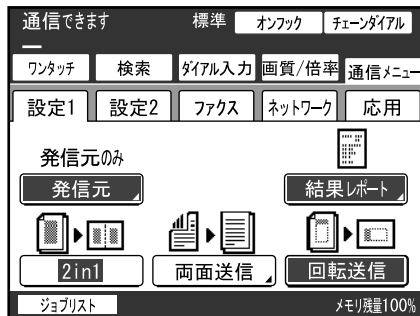 通信できます 標準 オンフック チェーンダイアル
ワンタッチ 検索 ダイアル入力 画質/倍率 通信メニュー
設定1 設定2 ファクス ネットワーク 応用
発信元のみ
発信元 結果レポート
2in1 両面送信 回転送信
ジョブリスト メモリ残量100%